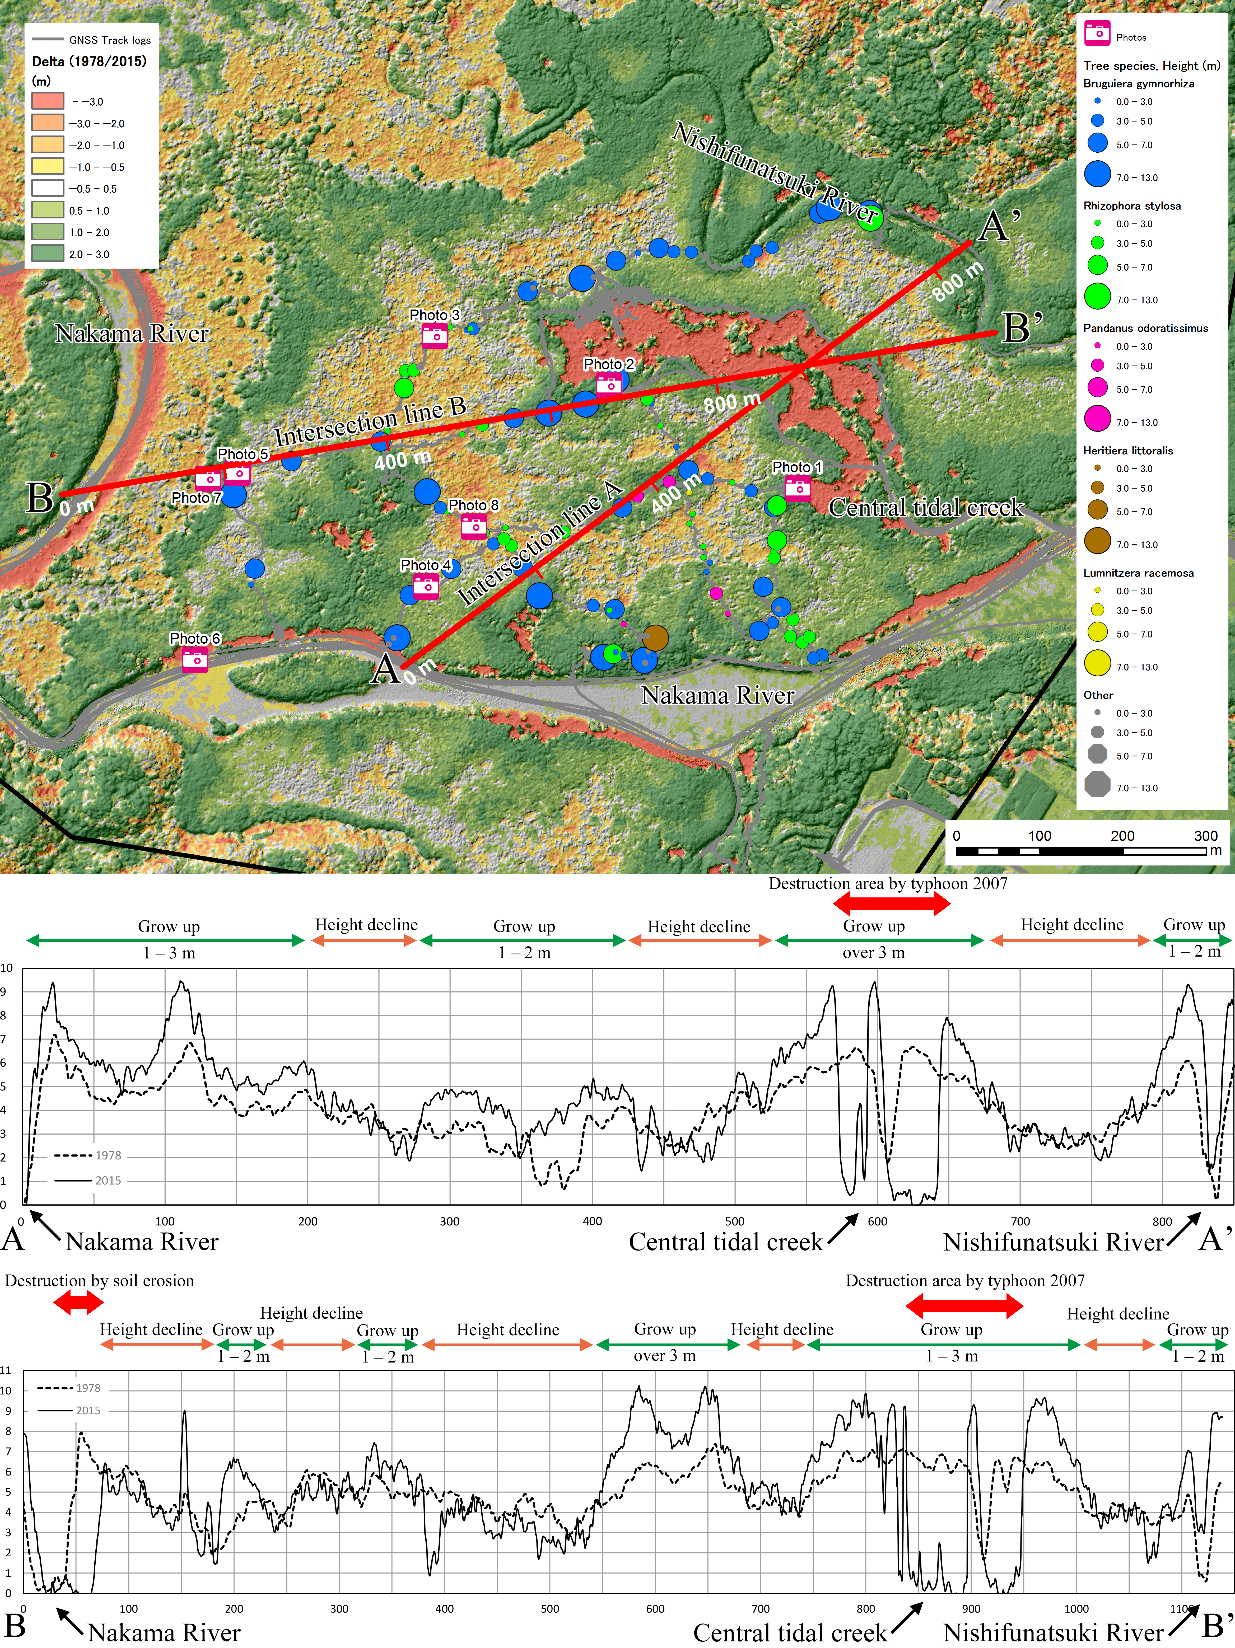 GNSS Track logs
Delta (1978/2015)
(m)
- -3.0
-3.0 - -2.0
-2.0 - -1.0
-1.0 - -0.5
-0.5 - 0.5
0.5 - 1.0
1.0 - 2.0
2.0 - 3.0
Photos
Tree species, Height (m)
Bruguiera gymnorhiza
0.0 - 3.0
3.0 - 5.0
5.0 - 7.0
7.0 - 13.0
Rhizophora stylosa
0.0 - 3.0
3.0 - 5.0
5.0 - 7.0
7.0 - 13.0
Pandanus odoratissimus
0.0 - 3.0
3.0 - 5.0
5.0 - 7.0
7.0 - 13.0
Heritiera littoralis
0.0 - 3.0
3.0 - 5.0
5.0 - 7.0
7.0 - 13.0
Lumnitzera racemosa
0.0 - 3.0
3.0 - 5.0
5.0 - 7.0
7.0 - 13.0
Other
0.0 - 3.0
3.0 - 5.0
5.0 - 7.0
7.0 - 13.0
Nishifunatsuki River
A’
800 m
B’
Nakama River
Photo 3
Photo 2
Intersection line B
800 m
400 m
Photo 5
Photo 7
B
0 m
Photo 1
400 m
Intersection line A
Photo 8
Central tidal creek
Photo 4
Photo 6
A
0 m
Nakama River
0 100 200 300
m
Destruction area by typhoon 2007
Grow up
1 – 3 m
Height decline
Grow up
1 – 2 m
Height decline
Grow up
over 3 m
Height decline
Grow up
1 – 2 m
10
9
8
7
6
5
4
3
2
1
0
1978
2015
0 100 200 300 400 500 600 700 800
A Nakama River Central tidal creek Nishifunatsuki River A’
Destruction by soil erosion
Destruction area by typhoon 2007
Height decline
Grow up
1 – 2 m
Height decline
Grow up
1 – 2 m
Height decline
Grow up
over 3 m
Height decline
Grow up
1 – 3 m
Height decline
Grow up
1 – 2 m
11
10
9
8
7
6
5
4
3
2
1
0
1978
2015
0 100 200 300 400 500 600 700 800 900 1000 1100
B Nakama River Central tidal creek Nishifunatsuki River B’